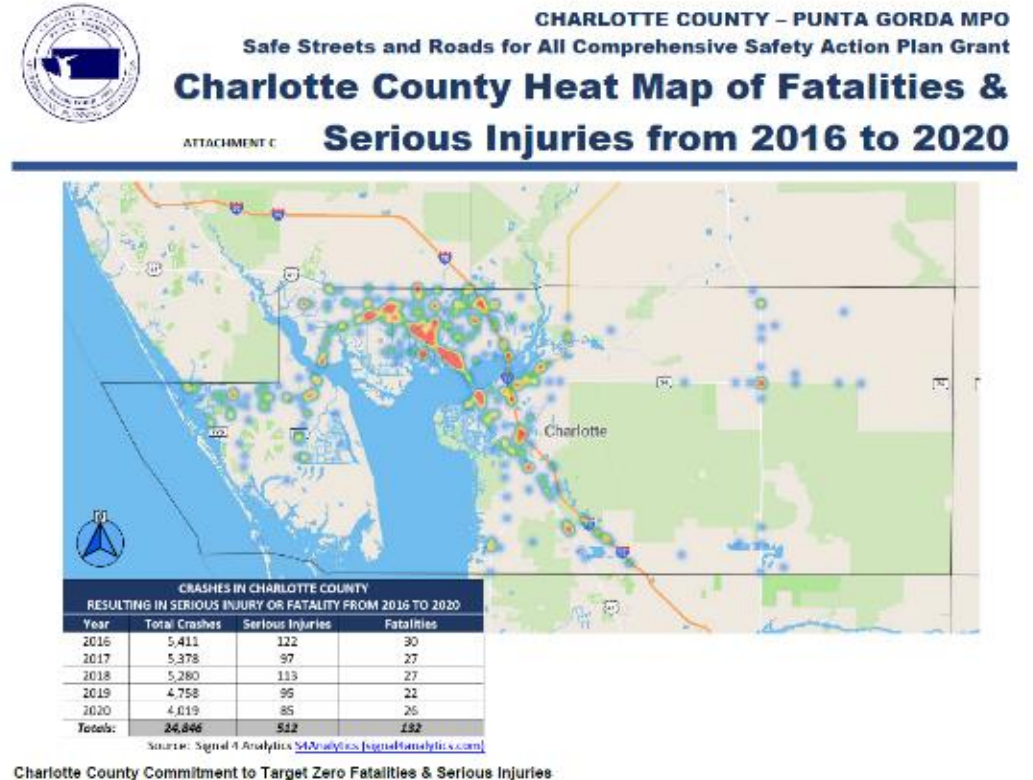 CHARLOTTE COUNTY – PUNTA GORDA MPO
Safe Streets and Roads for All Comprehensive Safety Action Plan Grant
Charlotte County Heat Map of Fatalities &
Serious Injuries from 2016 to 2020
ATTACHMENT C
Charlotte
CRASHES IN CHARLOTTE COUNTY
RESULTING IN SERIOUS INJURY OR FATALITY FROM 2016 TO 2020
Year Total Crashes Serious Injuries Fatalities
2016 5,411 122 30
2017 5,378 97 27
2018 5,280 113 27
2019 4,758 95 22
2020 4,019 85 26
Totals: 24,846 512 132
Source: Signal 4 Analytics S4Analytics (signal4analytics.com)
Charlotte County Commitment to Target Zero Fatalities & Serious Injuries